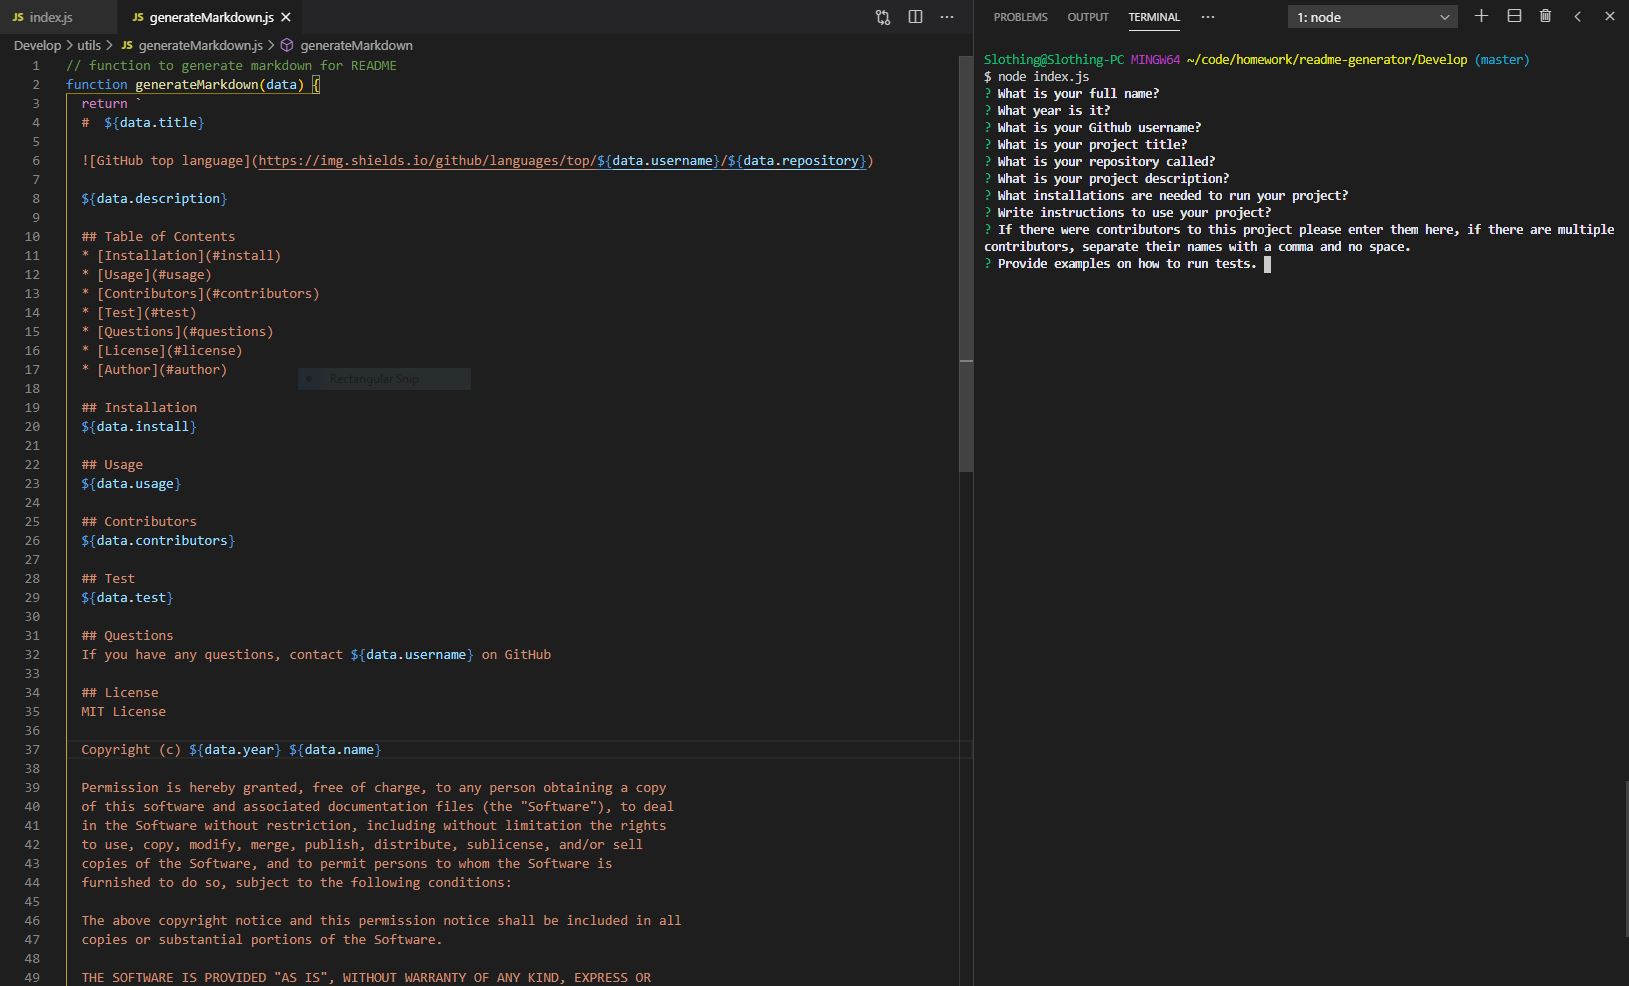 JS index.js
JS generateMarkdown.js
Develop > utils > JS generateMarkdown.js > generateMarkdown
1 // function to generate markdown for README
2 function generateMarkdown(data) {
3 return `
4 #  ${data.title}
5
6 ![GitHub top language](https://img.shields.io/github/languages/top/${data.username}/${data.repository})
7
8 ${data.description}
9
10 ## Table of Contents
11 * [Installation](#install)
12 * [Usage](#usage)
13 * [Contributors](#contributors)
14 * [Test](#test)
15 * [Questions](#questions)
16 * [License](#license)
17 * [Author](#author)
Rectangular Snip
18
19 ## Installation
20 ${data.install}
21
22 ## Usage
23 ${data.usage}
24
25 ## Contributors
26 ${data.contributors}
27
28 ## Test
29 ${data.test}
30
31 ## Questions
32 If you have any questions, contact ${data.username} on GitHub
33
34 ## License
35 MIT License
36
37 Copyright (c) ${data.year} ${data.name}
38
39 Permission is hereby granted, free of charge, to any person obtaining a copy
40 of this software and associated documentation files (the "Software"), to deal
41 in the Software without restriction, including without limitation the rights
42 to use, copy, modify, merge, publish, distribute, sublicense, and/or sell
43 copies of the Software, and to permit persons to whom the Software is
44 furnished to do so, subject to the following conditions:
45
46 The above copyright notice and this permission notice shall be included in all
47 copies or substantial portions of the Software.
48
49 THE SOFTWARE IS PROVIDED "AS IS", WITHOUT WARRANTY OF ANY KIND, EXPRESS OR
PROBLEMS OUTPUT TERMINAL ... 1: node
Slothing@Slothing-PC MINGW64 ~/code/homework/readme-generator/Develop (master)
$ node index.js
? What is your full name?
? What year is it?
? What is your Github username?
? What is your project title?
? What is your repository called?
? What is your project description?
? What installations are needed to run your project?
? Write instructions to use your project?
? If there were contributors to this project please enter them here, if there are multiple
contributors, separate their names with a comma and no space.
? Provide examples on how to run tests.